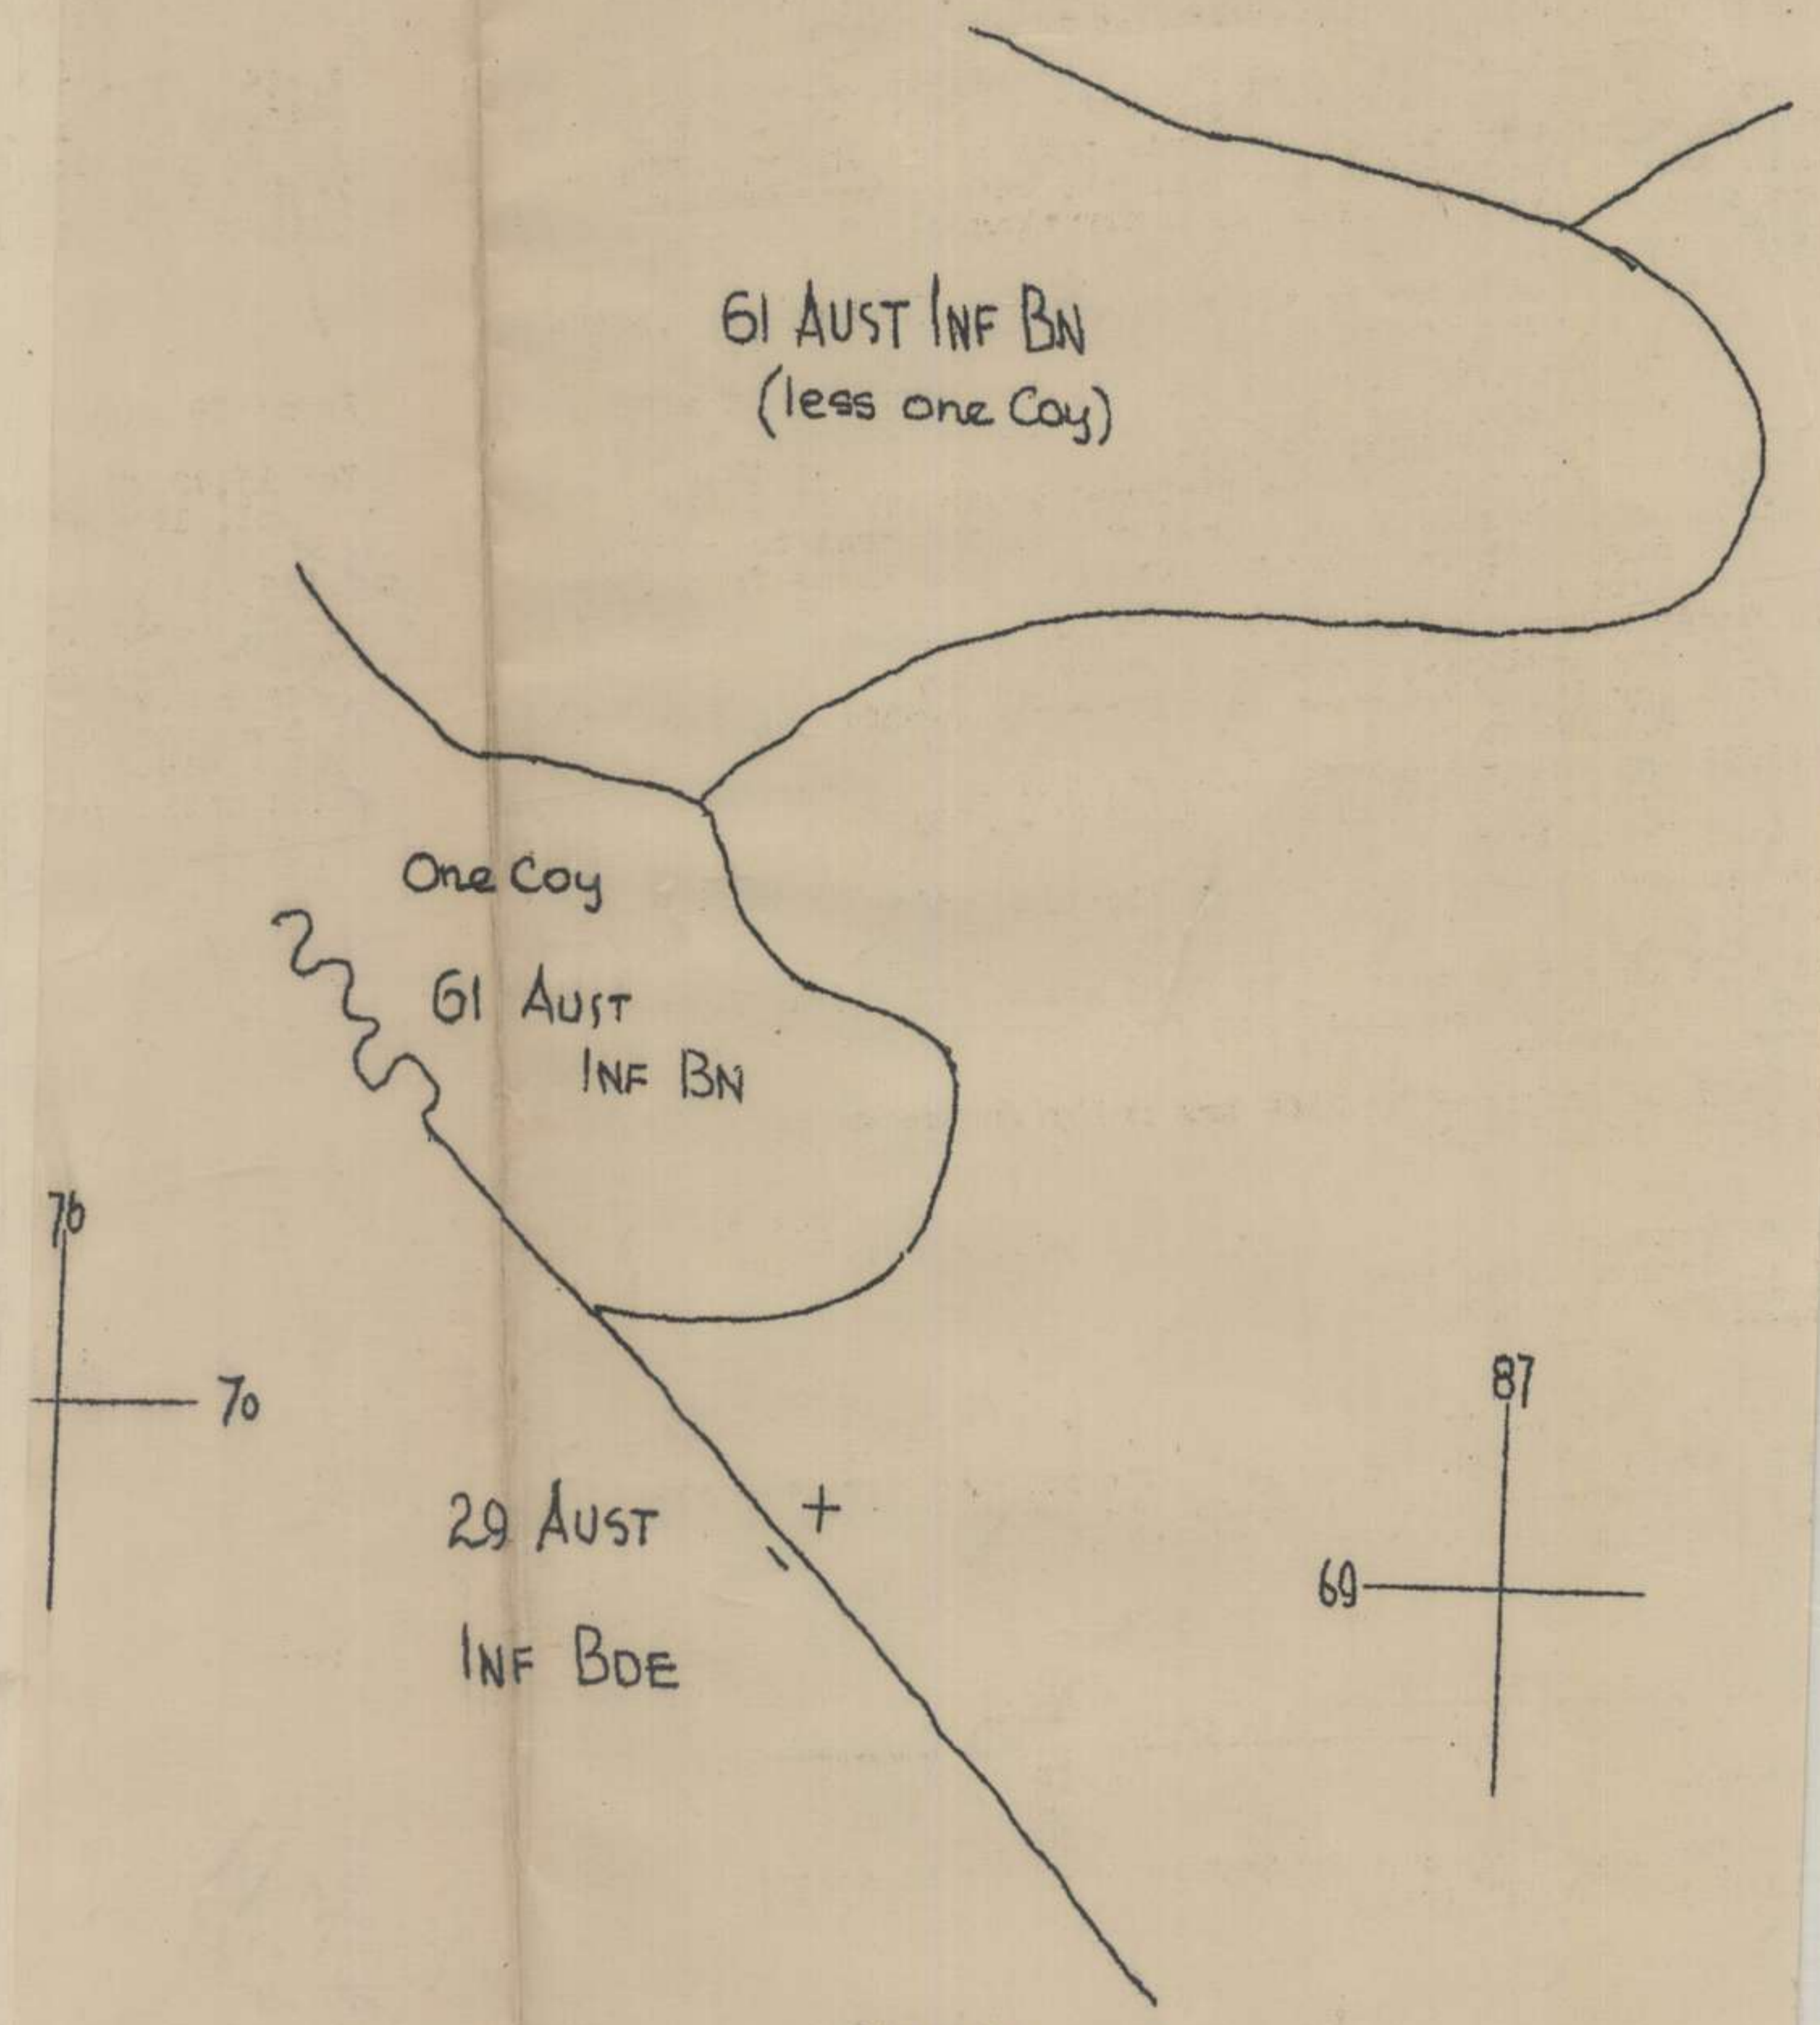 61 AUST INF BN
(less one Coy)
One Coy
61 AUST
INF BN
76
70
87
69
29 AUST
INF BDE